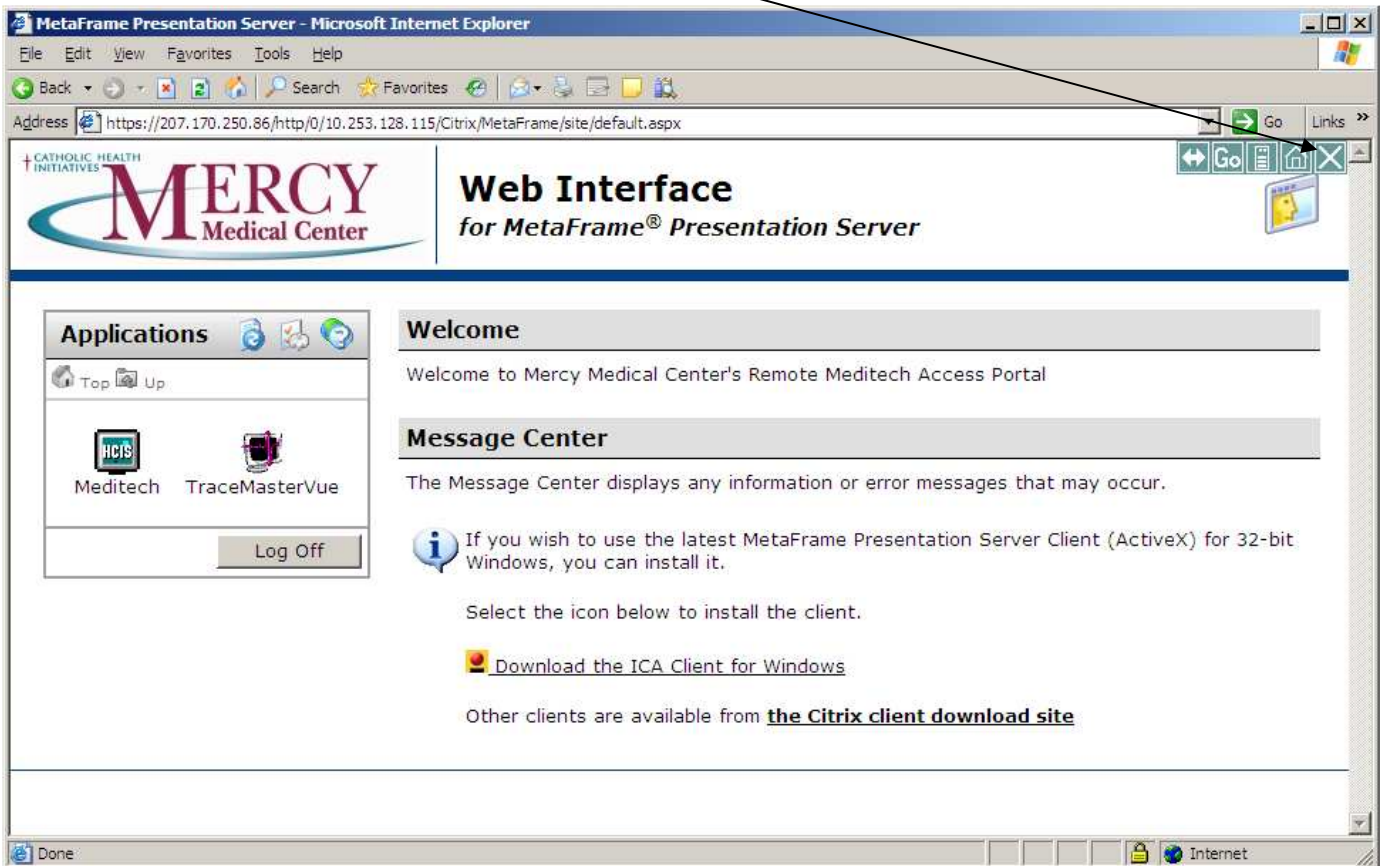 MetaFrame Presentation Server - Microsoft Internet Explorer
File Edit View Favorites Tools Help
Back Search Favorites
Address https://207.170.250.86/http/0/10.253.128.115/Citrix/MetaFrame/site/default.aspx Go Links »
CATHOLIC HEALTH
INITIATIVES
MERCY
Medical Center
Web Interface
for MetaFrame® Presentation Server
Go
Applications
Top Up
HCIS
Meditech TraceMasterVue
Log Off
Welcome
Welcome to Mercy Medical Center's Remote Meditech Access Portal
Message Center
The Message Center displays any information or error messages that may occur.
If you wish to use the latest MetaFrame Presentation Server Client (ActiveX) for 32-bit
Windows, you can install it.
Select the icon below to install the client.
Download the ICA Client for Windows
Other clients are available from the Citrix client download site
Done Internet